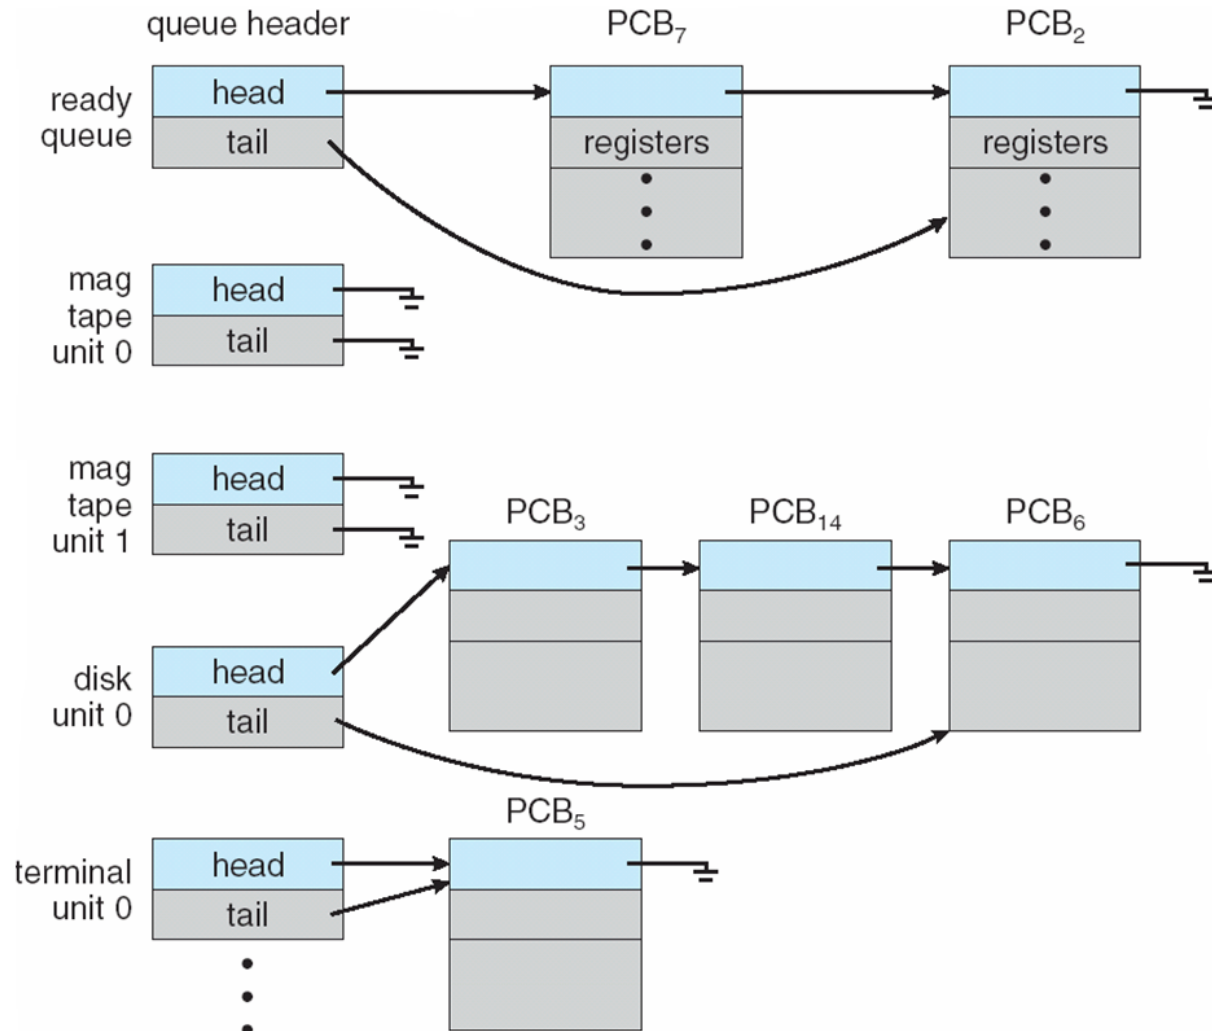 queue header
PCB₇
PCB₂
ready
queue
head
tail
registers
registers
mag
tape
unit 0
head
tail
mag
tape
unit 1
head
tail
PCB₃
PCB₁₄
PCB₆
disk
unit 0
head
tail
PCB₅
terminal
unit 0
head
tail